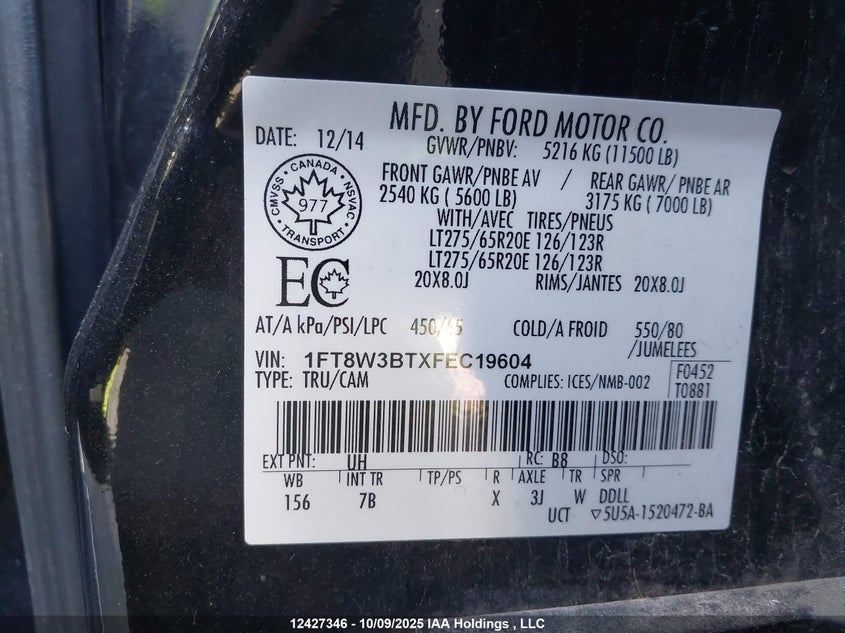 MFD. BY FORD MOTOR CO.
DATE: 12/14
GVWR/PNBV: 5216 KG (11500 LB)
CMVSS • CANADA • NSVAC
977
TRANSPORT
FRONT GAWR/PNBE AV / REAR GAWR/ PNBE AR
2540 KG ( 5600 LB) 3175 KG ( 7000 LB)
WITH/AVEC TIRES/PNEUS
LT275/65R20E 126/123R
LT275/65R20E 126/123R
EC
20X8.0J RIMS/JANTES 20X8.0J
AT/A kPa/PSI/LPC 450/65 COLD/A FROID 550/80
/JUMELEES
VIN: 1FT8W3BTXFEC19604
TYPE: TRU/CAM COMPLIES: ICES/NMB-002
F0452
T0881
EXT PNT: UH RC: B8 DSO:
WB INT TR TP/PS R AXLE TR SPR
156 7B X 3J W DDLL
UCT ▽5U5A-1520472-BA
12427346 - 10/09/2025 IAA Holdings , LLC